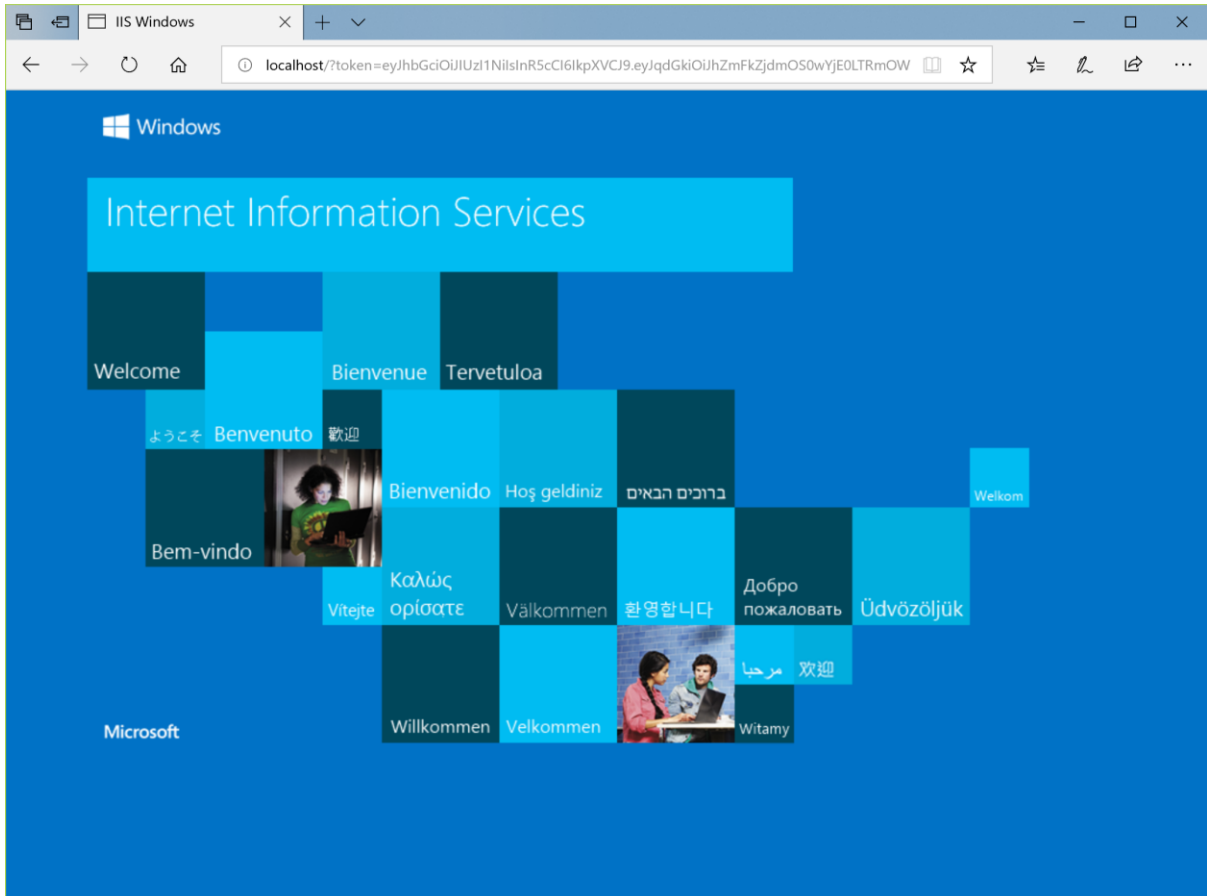 IIS Windows
localhost/?token=eyJhbGciOiJIUzI1NiIsInR5cCI6IkpXVCJ9.eyJqdGkiOiJhZmFkZjdmOS0wYjE0LTRmOW
Windows
Internet Information Services
Welcome
Bienvenue
Tervetuloa
ようこそ
Benvenuto
歡迎
Bienvenido
Hoş geldiniz
ברוכים הבאים
Welkom
Bem-vindo
Vítejte
Καλώς
ορίσατε
Välkommen
환영합니다
Добро
пожаловать
Üdvözöljük
مرحبا
欢迎
Microsoft
Willkommen
Velkommen
Witamy